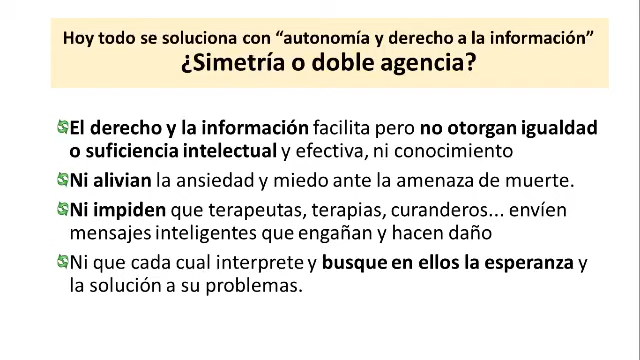 Hoy todo se soluciona con “autonomía y derecho a la información”
¿Simetría o doble agencia?
El derecho y la información facilita pero no otorgan igualdad
o suficiencia intelectual y efectiva, ni conocimiento
Ni alivian la ansiedad y miedo ante la amenaza de muerte.
Ni impiden que terapeutas, terapias, curanderos... envíen
mensajes inteligentes que engañan y hacen daño
Ni que cada cual interprete y busque en ellos la esperanza y
la solución a su problemas.